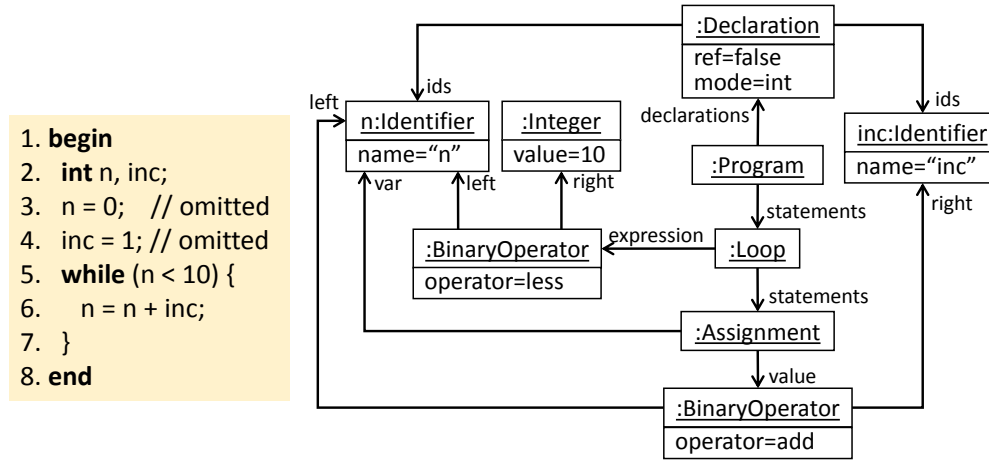 1. begin
2. int n, inc;
3. n = 0; // omitted
4. inc = 1; // omitted
5. while (n < 10) {
6. n = n + inc;
7. }
8. end
:Declaration
ref=false
mode=int
ids
ids
left
n:Identifier
name="n"
:Integer
value=10
declarations
inc:Identifier
name="inc"
:Program
var
left
right
right
statements
:BinaryOperator
operator=less
expression
:Loop
statements
:Assignment
value
:BinaryOperator
operator=add